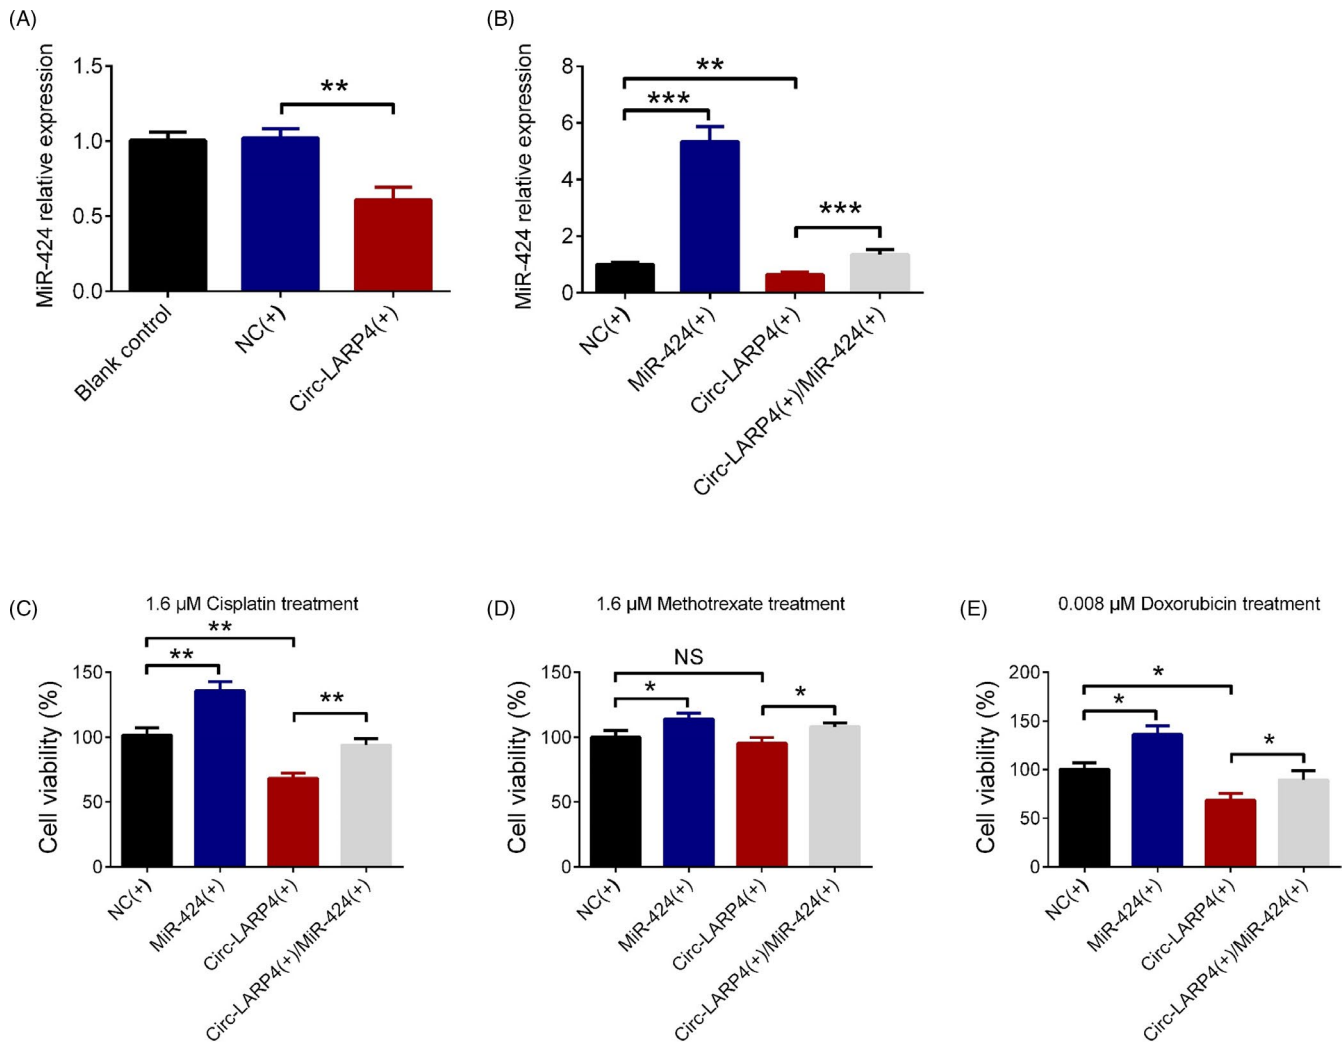 (A)
MiR-424 relative expression
1.5
1.0
0.5
0.0
**
Blank control
NC(+)
Circ-LARP4(+)
(B)
MiR-424 relative expression
8
6
4
2
0
**
***
***
NC(+)
MiR-424(+)
Circ-LARP4(+)
Circ-LARP4(+)/MiR-424(+)
(C)
1.6 µM Cisplatin treatment
Cell viability (%)
150
100
50
0
**
**
**
NC(+)
MiR-424(+)
Circ-LARP4(+)
Circ-LARP4(+)/MiR-424(+)
(D)
1.6 µM Methotrexate treatment
Cell viability (%)
150
100
50
0
NS
*
*
NC(+)
MiR-424(+)
Circ-LARP4(+)
Circ-LARP4(+)/MiR-424(+)
(E)
0.008 µM Doxorubicin treatment
Cell viability (%)
200
150
100
50
0
*
*
*
NC(+)
MiR-424(+)
Circ-LARP4(+)
Circ-LARP4(+)/MiR-424(+)